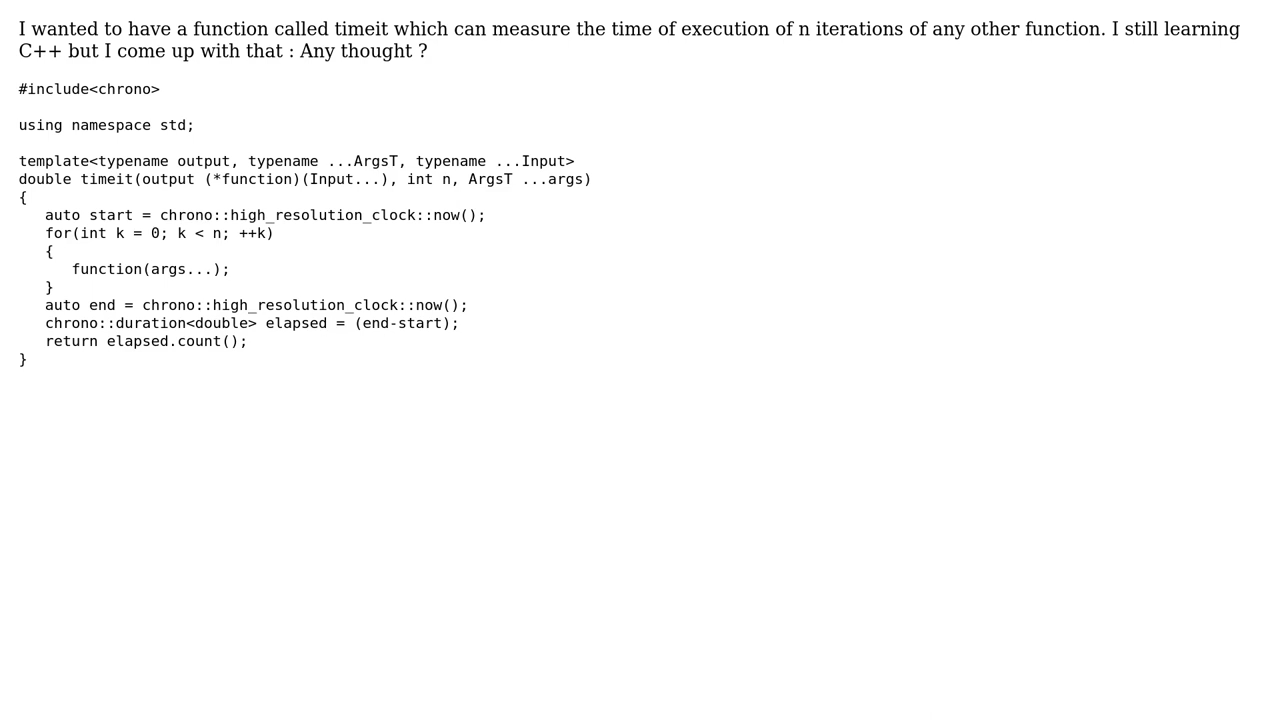 I wanted to have a function called timeit which can measure the time of execution of n iterations of any other function. I still learning
C++ but I come up with that : Any thought ?
#include<chrono>
using namespace std;
template<typename output, typename ...ArgsT, typename ...Input>
double timeit(output (*function)(Input...), int n, ArgsT ...args)
{
   auto start = chrono::high_resolution_clock::now();
   for(int k = 0; k < n; ++k)
   {
      function(args...);
   }
   auto end = chrono::high_resolution_clock::now();
   chrono::duration<double> elapsed = (end-start);
   return elapsed.count();
}